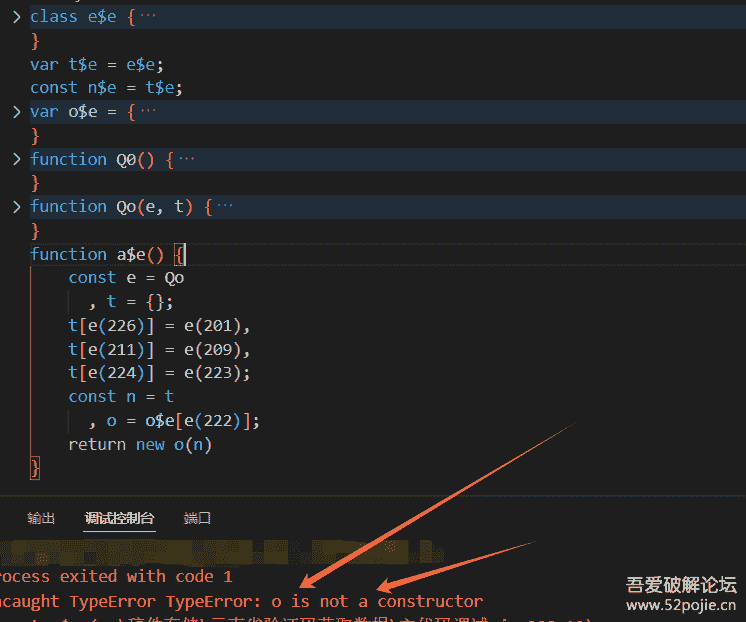 class e$e { ···
}
var t$e = e$e;
const n$e = t$e;
var o$e = { ···
}
function Q0() { ···
}
function Qo(e, t) { ···
}
function a$e() {
const e = Qo
, t = {};
t[e(226)] = e(201),
t[e(211)] = e(209),
t[e(224)] = e(223);
const n = t
, o = o$e[e(222)];
return new o(n)
}
输出 调试控制台 端口
rocess exited with code 1
ncaught TypeError TypeError: o is not a constructor
吾爱破解论坛
www.52pojie.cn